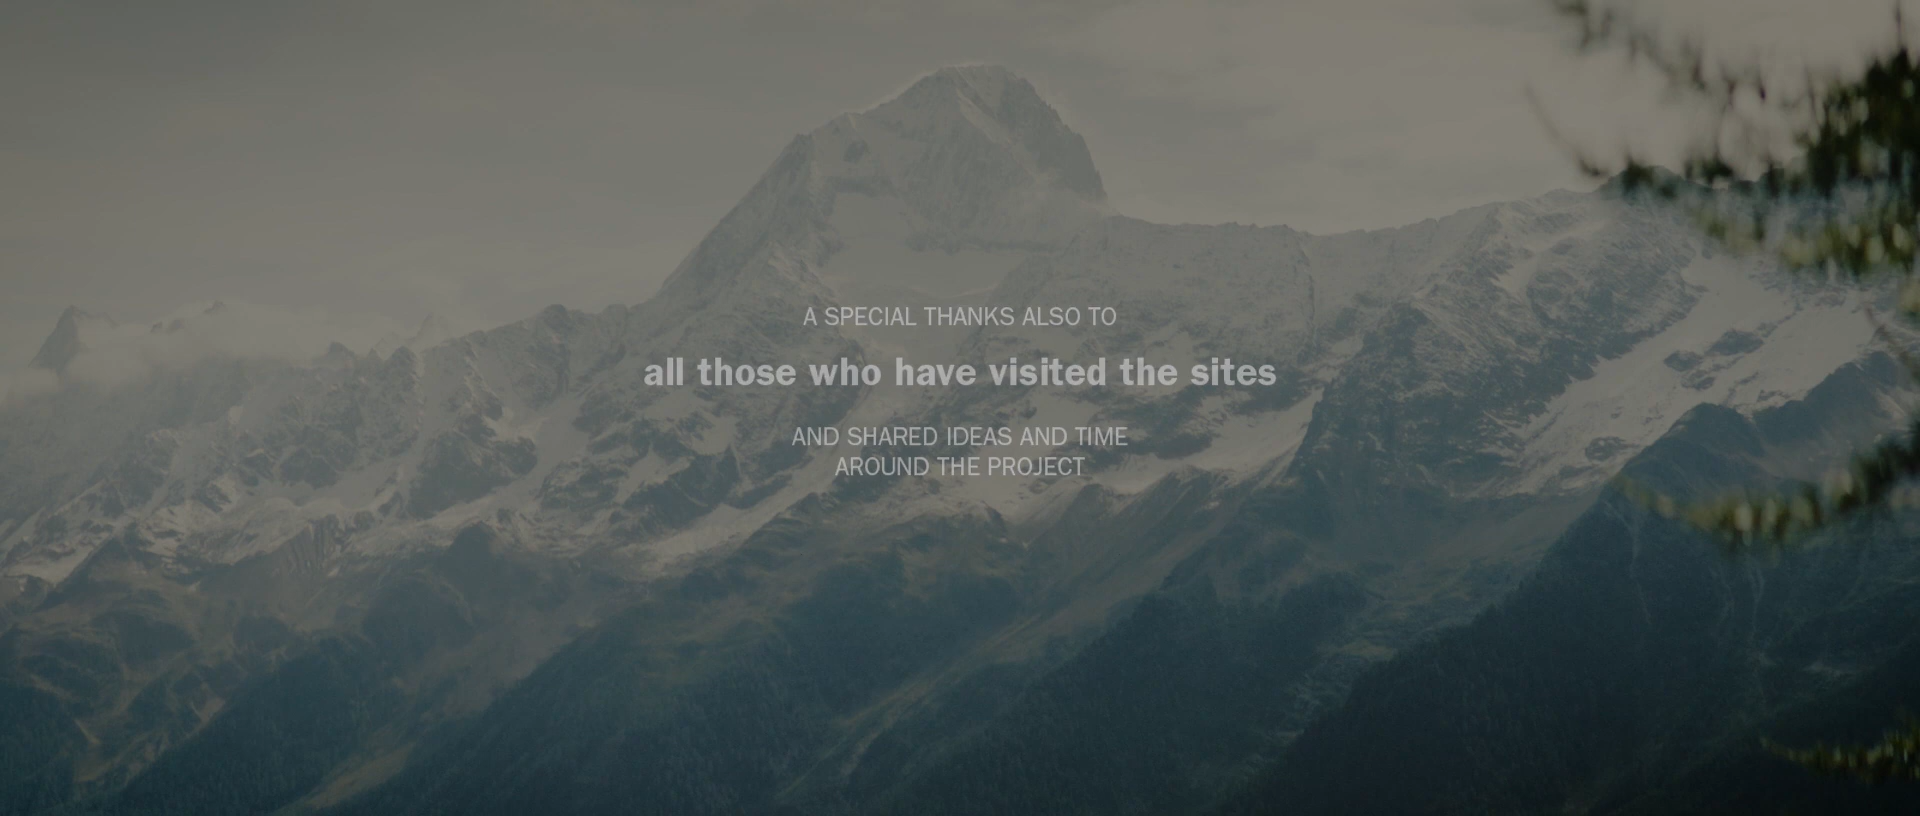 A SPECIAL THANKS ALSO TO
all those who have visited the sites
AND SHARED IDEAS AND TIME
AROUND THE PROJECT